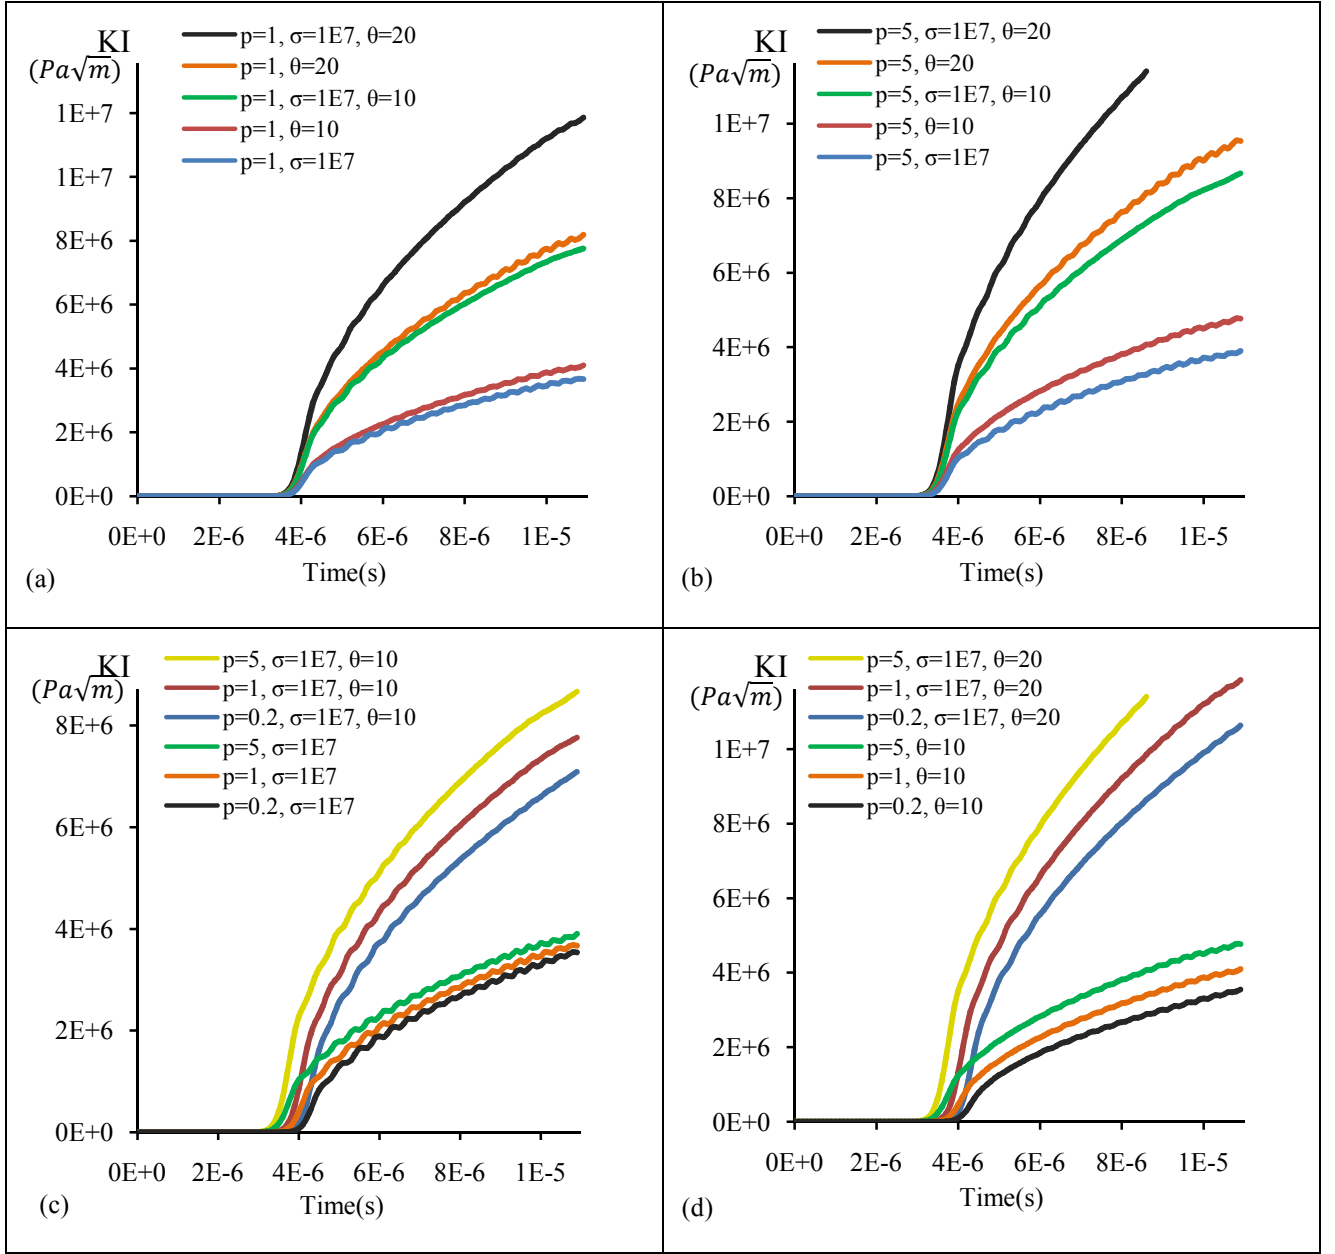 KI
(Pa√m)
p=1, σ=1E7, θ=20
p=1, θ=20
p=1, σ=1E7, θ=10
p=1, θ=10
p=1, σ=1E7
1E+7
1E+7
8E+6
6E+6
4E+6
2E+6
0E+0
0E+0 2E-6 4E-6 6E-6 8E-6 1E-5
Time(s)
(a)
KI
(Pa√m)
p=5, σ=1E7, θ=20
p=5, θ=20
p=5, σ=1E7, θ=10
p=5, θ=10
p=5, σ=1E7
1E+7
8E+6
6E+6
4E+6
2E+6
0E+0
0E+0 2E-6 4E-6 6E-6 8E-6 1E-5
Time(s)
(b)
KI
(Pa√m)
p=5, σ=1E7, θ=10
p=1, σ=1E7, θ=10
p=0.2, σ=1E7, θ=10
p=5, σ=1E7
p=1, σ=1E7
p=0.2, σ=1E7
8E+6
6E+6
4E+6
2E+6
0E+0
0E+0 2E-6 4E-6 6E-6 8E-6 1E-5
Time(s)
(c)
KI
(Pa√m)
p=5, σ=1E7, θ=20
p=1, σ=1E7, θ=20
p=0.2, σ=1E7, θ=20
p=5, θ=10
p=1, θ=10
p=0.2, θ=10
1E+7
8E+6
6E+6
4E+6
2E+6
0E+0
0E+0 2E-6 4E-6 6E-6 8E-6 1E-5
Time(s)
(d)